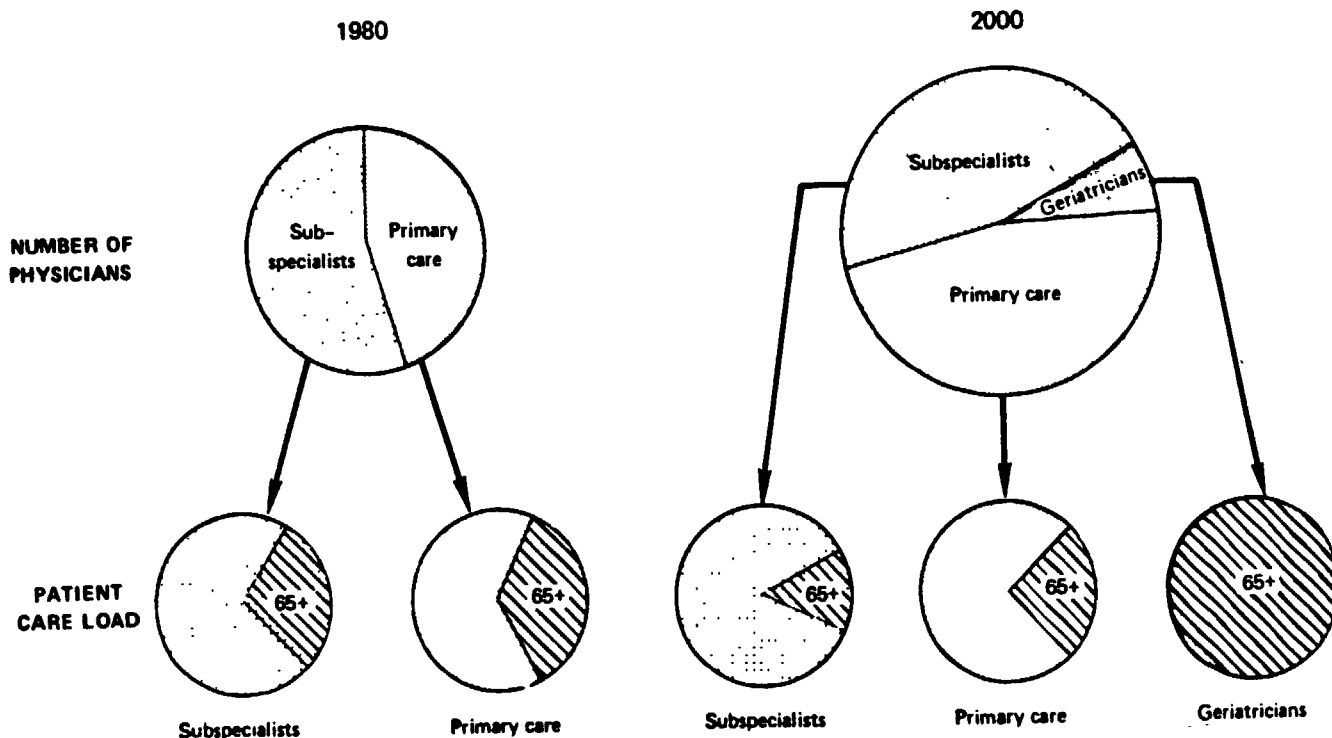 1980
2000
NUMBER OF
PHYSICIANS
Sub-
specialists
Primary
care
Subspecialists
Geriatricians
Primary care
PATIENT
CARE LOAD
65+
65+
65+
65+
65+
Subspecialists
Primary care
Subspecialists
Primary care
Geriatricians